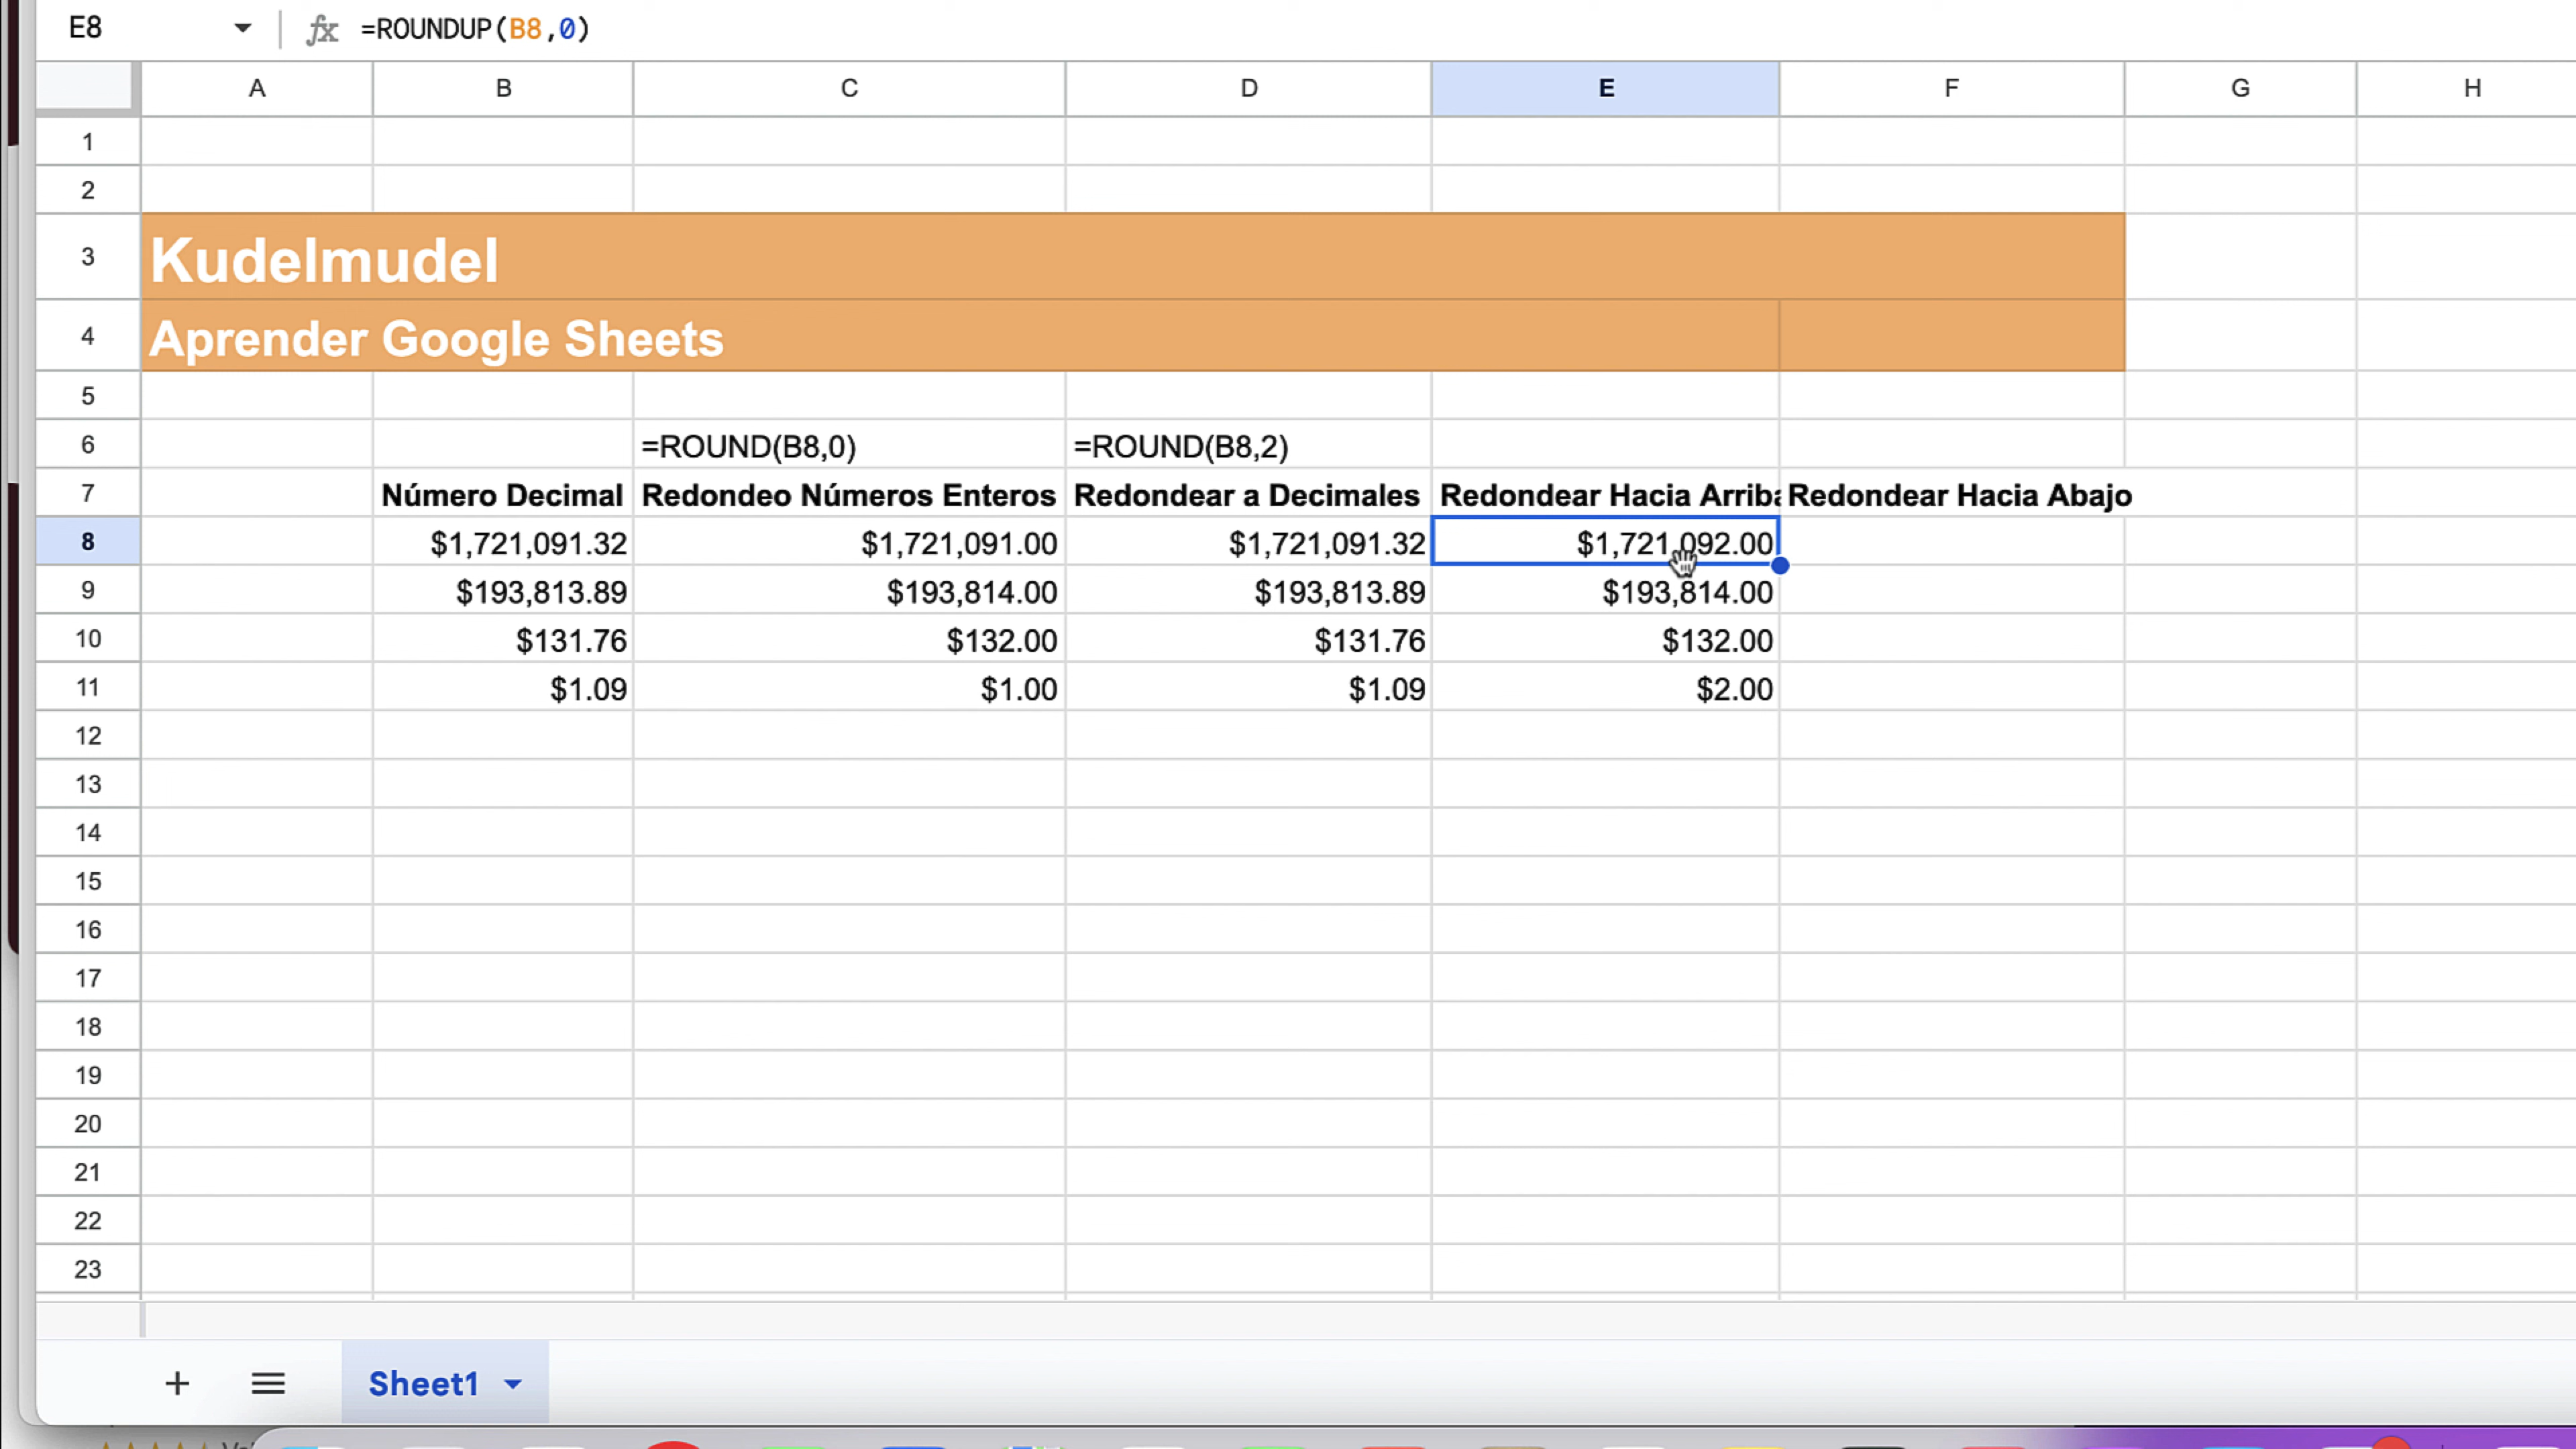 E8 fx =ROUNDUP(B8,0)
A B C D E F G H
1
2
3 Kudelmudel
4 Aprender Google Sheets
5
6 =ROUND(B8,0) =ROUND(B8,2)
7 Número Decimal Redondeo Números Enteros Redondear a Decimales Redondear Hacia Arriba Redondear Hacia Abajo
8 $1,721,091.32 $1,721,091.00 $1,721,091.32 $1,721,092.00
9 $193,813.89 $193,814.00 $193,813.89 $193,814.00
10 $131.76 $132.00 $131.76 $132.00
11 $1.09 $1.00 $1.09 $2.00
12
13
14
15
16
17
18
19
20
21
22
23
Sheet1